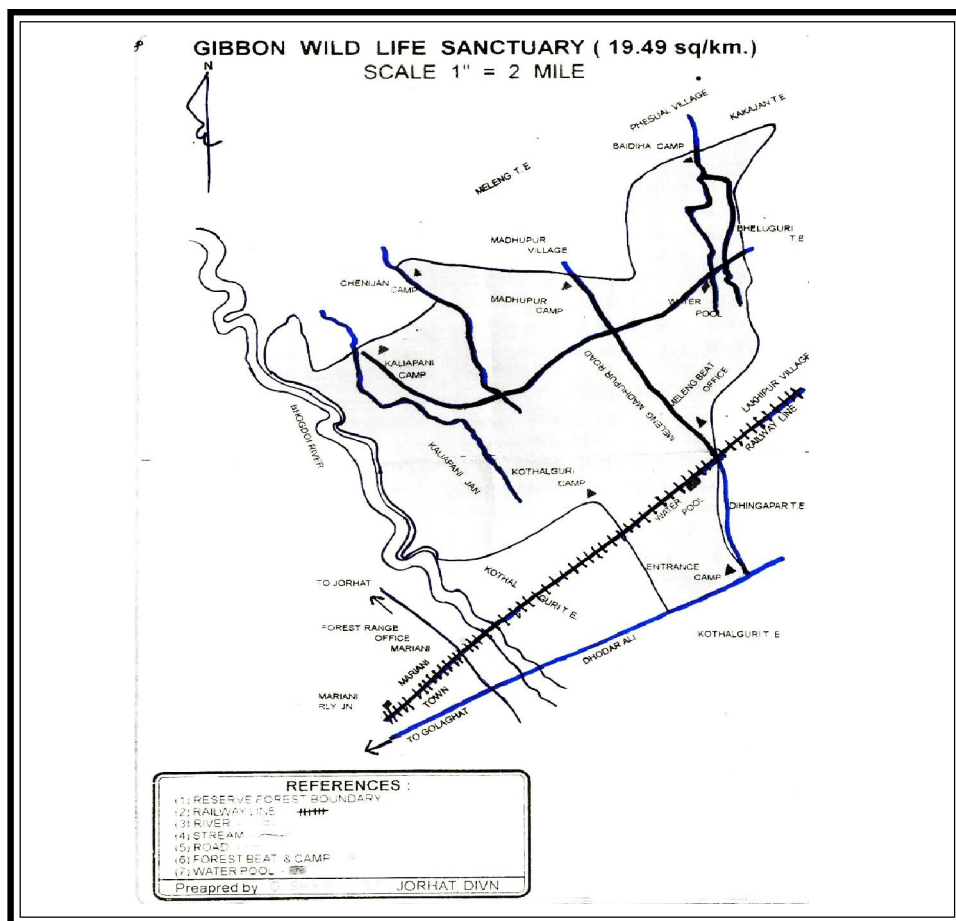 GIBBON WILD LIFE SANCTUARY ( 19.49 sq/km.)
SCALE 1" = 2 MILE
N
PHESUAL VILLAGE
KAKAJAN T.E
BAIDIHA CAMP
MELENG T.E
BHELUGURI
T.E
MADHUPUR
VILLAGE
CHENIJAN
CAMP
MADHUPUR
CAMP
WATER
POOL
KALIAPANI
CAMP
MELENG MADHUPUR ROAD
MELENG BEAT
OFFICE
LAKHIPUR VILLAGE
RAILWAY LINE
BHOGDOI RIVER
KALIAPANI JAN
KOTHALGURI
CAMP
WATER
POOL
DIHINGAPAR T.E
ENTRANCE
CAMP
KOTHAL
GURI T.E.
TO JORHAT
FOREST RANGE
OFFICE
MARIANI
KOTHALGURI T.E
DHODAR ALI
MARIANI
TOWN
MARIANI
RLY JN
TO GOLAGHAT
REFERENCES :
(1) RESERVE FOREST BOUNDARY
(2) RAILWAY LINE
(3) RIVER
(4) STREAM
(5) ROAD
(6) FOREST BEAT & CAMP
(7) WATER POOL -
Preapred by
JORHAT DIVN